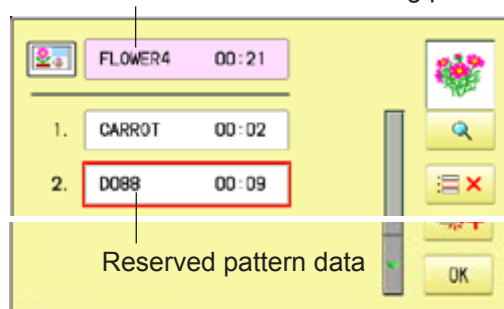 FLOWER4 00:21
1. CARROT 00:02
2. D088 00:09
Reserved pattern data
OK